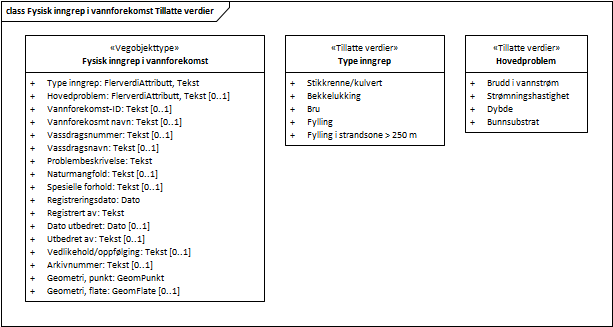 class Fysisk inngrep i vannforekomst Tillatte verdier
«Vegobjekttype»
Fysisk inngrep i vannforekomst
+ Type inngrep: FlerverdiAttributt, Tekst
+ Hovedproblem: FlerverdiAttributt, Tekst [0..1]
+ Vannforekomst-ID: Tekst [0..1]
+ Vannforekosmt navn: Tekst [0..1]
+ Vassdragsnummer: Tekst [0..1]
+ Vassdragsnavn: Tekst [0..1]
+ Problembeskrivelse: Tekst
+ Naturmangfold: Tekst [0..1]
+ Spesielle forhold: Tekst [0..1]
+ Registreringsdato: Dato
+ Registrert av: Tekst
+ Dato utbedret: Dato [0..1]
+ Utbedret av: Tekst [0..1]
+ Vedlikehold/oppfølging: Tekst [0..1]
+ Arkivnummer: Tekst [0..1]
+ Geometri, punkt: GeomPunkt
+ Geometri, flate: GeomFlate [0..1]
«Tillatte verdier»
Type inngrep
+ Stikkrenne/kulvert
+ Bekkelukking
+ Bru
+ Fylling
+ Fylling i strandsone > 250 m
«Tillatte verdier»
Hovedproblem
+ Brudd i vannstrøm
+ Strømningshastighet
+ Dybde
+ Bunnsubstrat